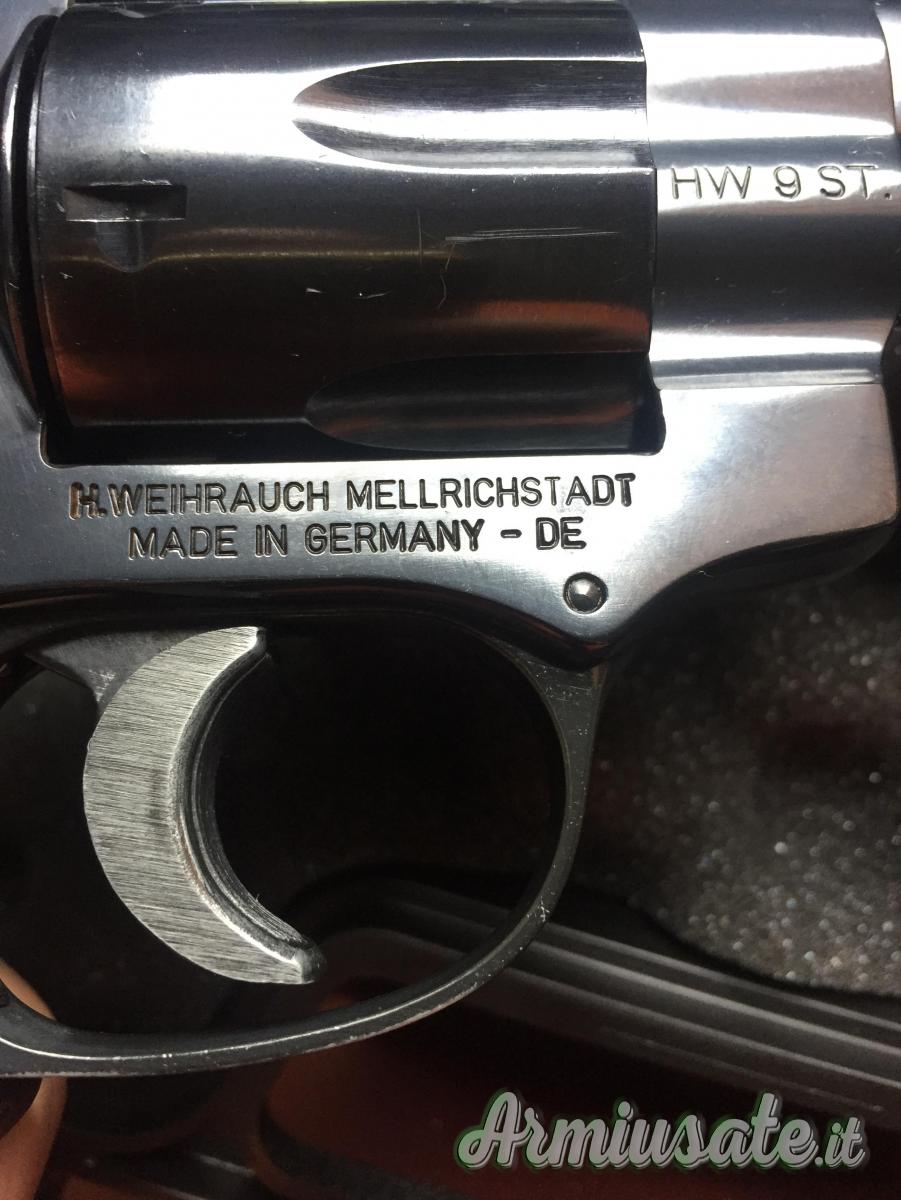 HW 9 ST.
H.WEIHRAUCH MELLRICHSTADT
MADE IN GERMANY - DE
Armiusate.it